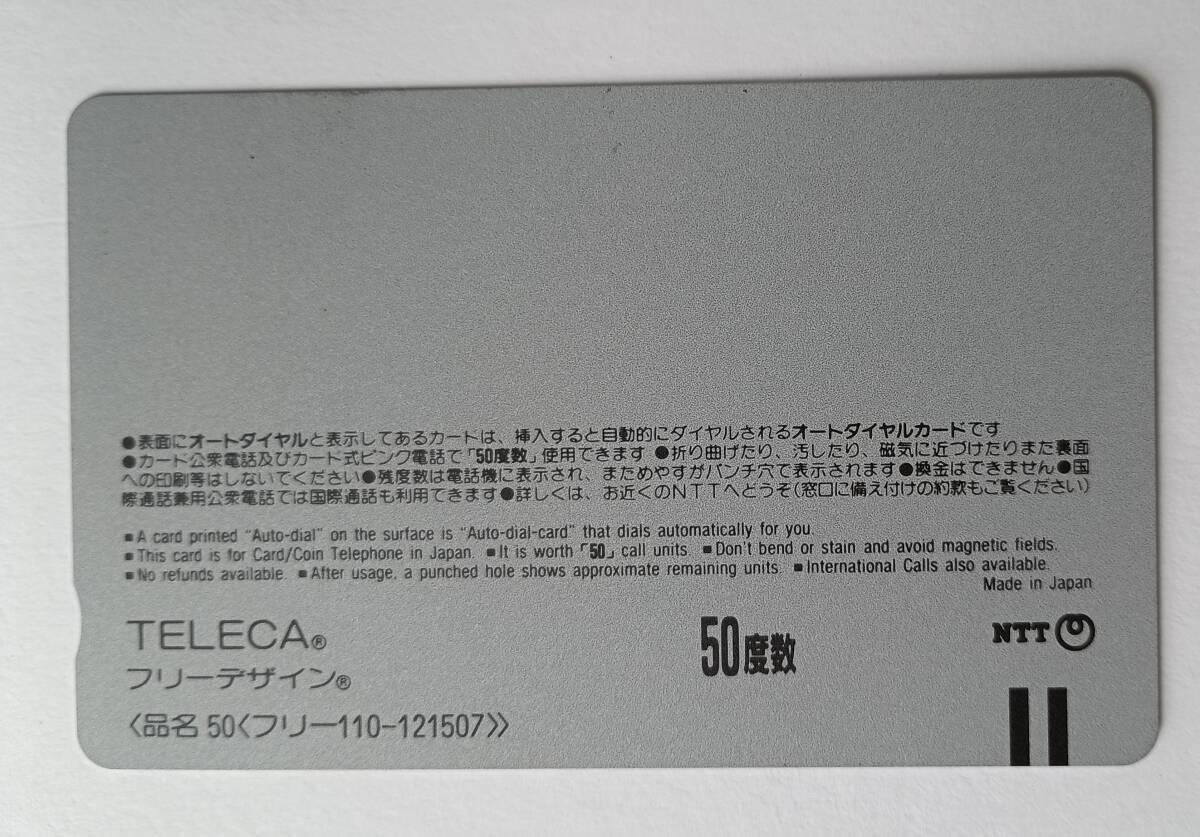 ●表面にオートダイヤルと表示してあるカードは、挿入すると自動的にダイヤルされるオートダイヤルカードです
●カード公衆電話及びカード式ピンク電話で「50度数」使用できます●折り曲げたり、汚したり、磁気に近づけたりまた裏面
への印刷等はしないでください●残度数は電話機に表示され、まためやすがパンチ穴で表示されます●換金はできません●国
際通話兼用公衆電話では国際通話も利用できます●詳しくは、お近くのNTTへどうぞ(窓口に備え付けの約款もご覧ください)
■A card printed "Auto-dial" on the surface is "Auto-dial-card" that dials automatically for you.
■This card is for Card/Coin Telephone in Japan. ■It is worth「50」call units. ■Don't bend or stain and avoid magnetic fields.
■No refunds available. ■After usage, a punched hole shows approximate remaining units. ■International Calls also available.
Made in Japan
TELECA®
フリーデザイン®
50度数
NTT
〈品名 50〈フリー110-121507〉〉